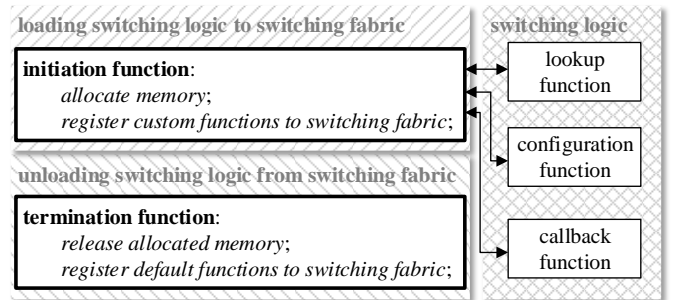 loading switching logic to switching fabric
initiation function:
allocate memory;
register custom functions to switching fabric;
unloading switching logic from switching fabric
termination function:
release allocated memory;
register default functions to switching fabric;
switching logic
lookup
function
configuration
function
callback
function